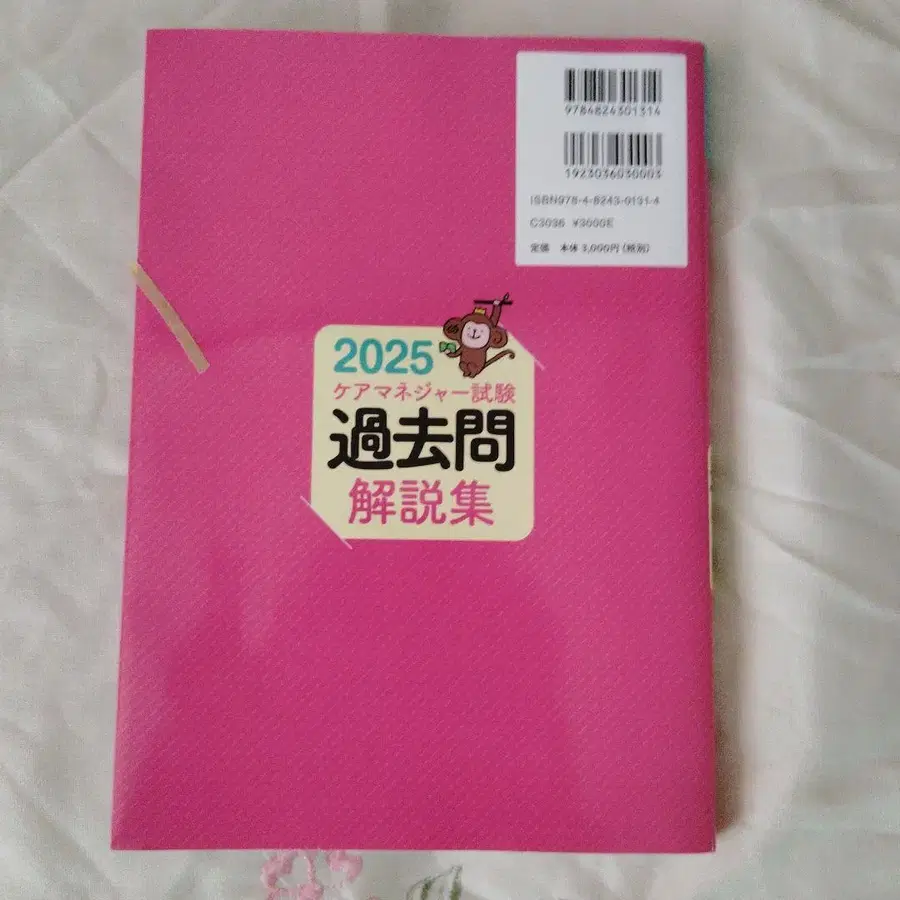 9784824301314
1923036030003
ISBN978-4-8243-0131-4
C3036 ¥3000E
定価 本体3,000円(税別)
2025
ケアマネジャー試験
過去問
解説集